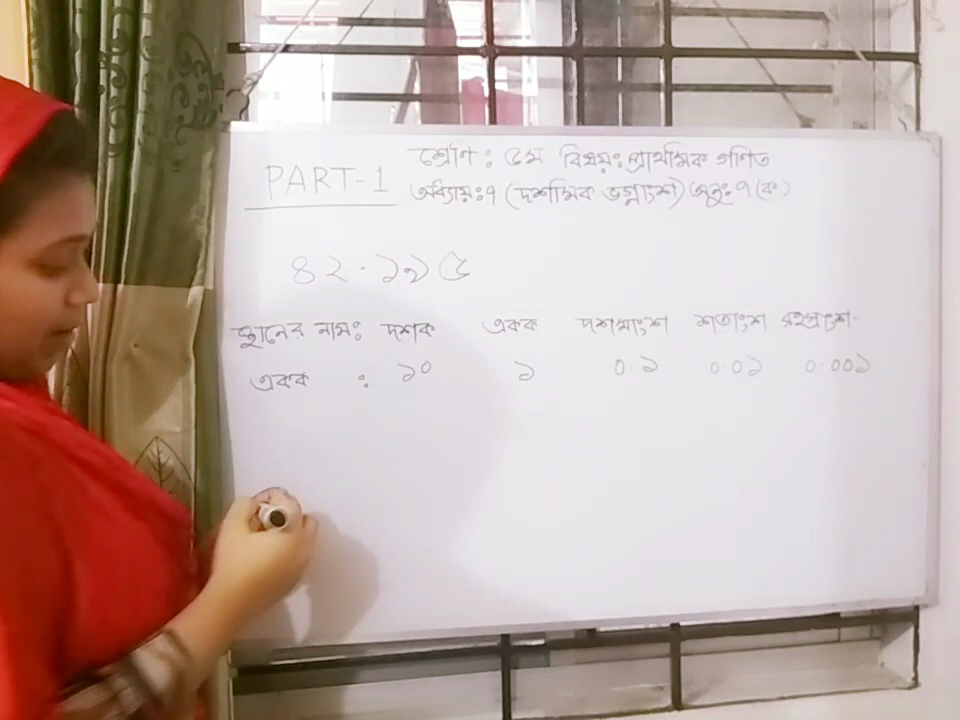 PART-1
শ্রেণি: ৫ম বিষয়: প্রাথমিক গণিত
অধ্যায়: ৭ (দশমিক ভগ্নাংশ) অনু: ৭ (ক)
৪২.১৯৫
স্থানের নাম: দশক একক দশমাংশ শতাংশ সহস্রাংশ
একক : ১০ ১ ০.১ ০.০১ ০.০০১